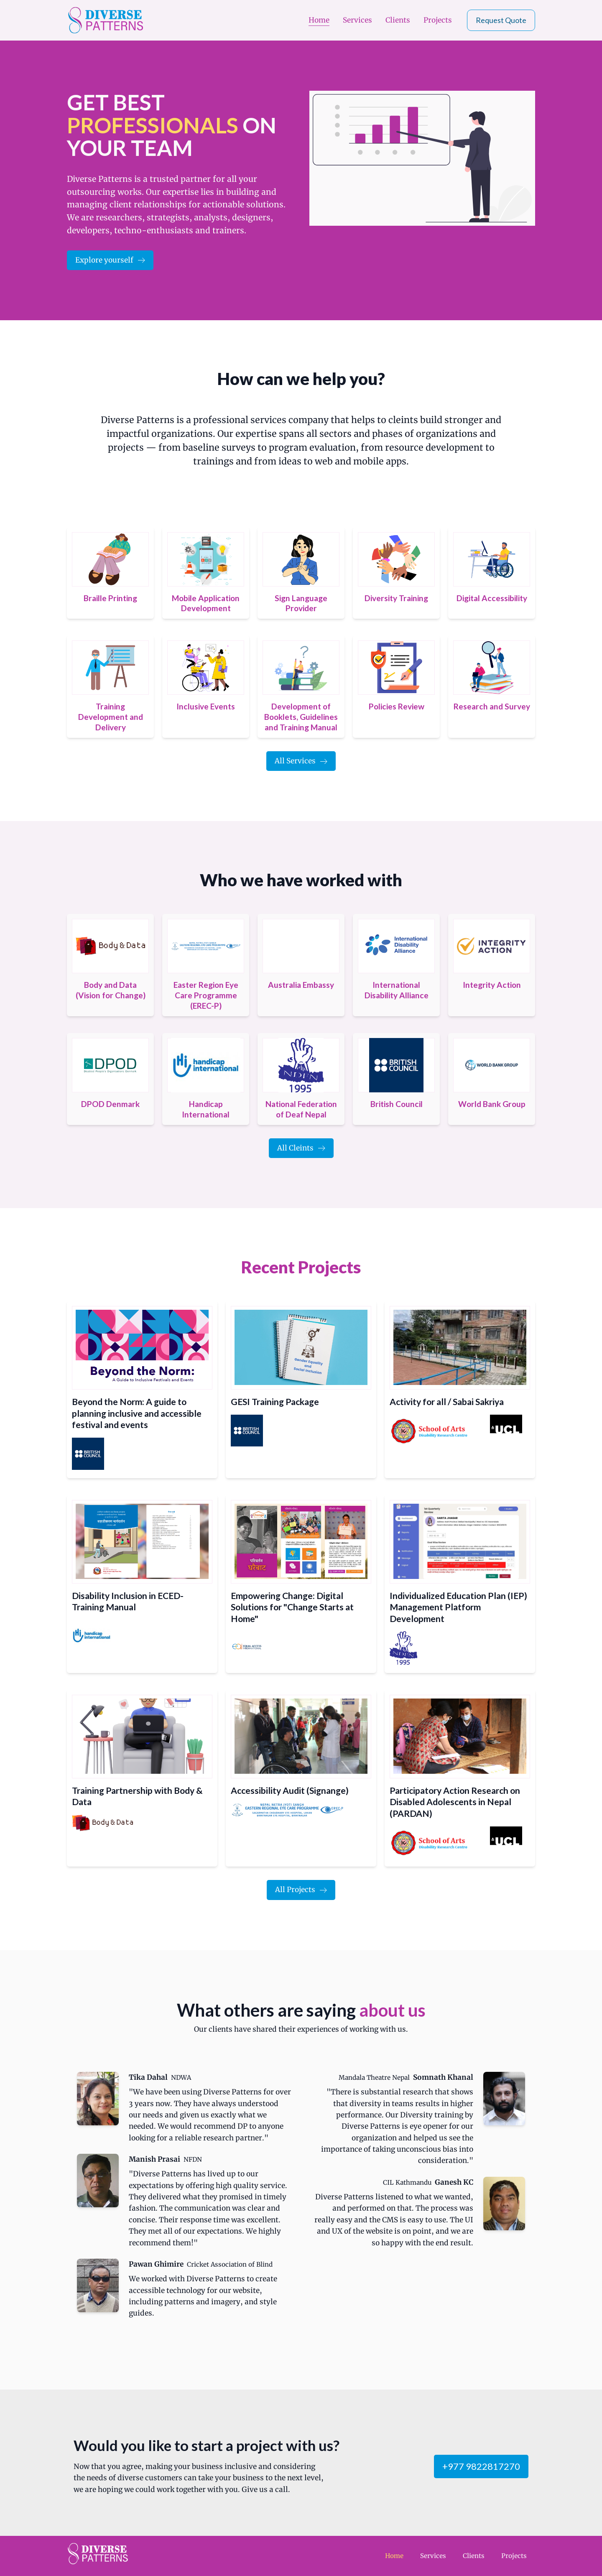 DIVERSE
PATTERNS
Home Services Clients Projects Request Quote
GET BEST
PROFESSIONALS ON
YOUR TEAM
Diverse Patterns is a trusted partner for all your
outsourcing works. Our expertise lies in building and
managing client relationships for actionable solutions.
We are researchers, strategists, analysts, designers,
developers, techno-enthusiasts and trainers.
Explore yourself
How can we help you?
Diverse Patterns is a professional services company that helps to cleints build stronger and
impactful organizations. Our expertise spans all sectors and phases of organizations and
projects — from baseline surveys to program evaluation, from resource development to
trainings and from ideas to web and mobile apps.
Braille Printing
Mobile Application
Development
Sign Language
Provider
Diversity Training
Digital Accessibility
Training
Development and
Delivery
Inclusive Events
Development of
Booklets, Guidelines
and Training Manual
Policies Review
Research and Survey
All Services
Who we have worked with
Body & Data
Body and Data
(Vision for Change)
Easter Region Eye
Care Programme
(EREC-P)
Australia Embassy
International
Disability
Alliance
International
Disability Alliance
INTEGRITY
ACTION
Integrity Action
DPOD
DPOD Denmark
handicap
international
Handicap
International
1995
National Federation
of Deaf Nepal
BRITISH
COUNCIL
British Council
WORLD BANK GROUP
World Bank Group
All Cleints
Recent Projects
Beyond the Norm:
A Guide to Inclusive Festivals and Events
Beyond the Norm: A guide to
planning inclusive and accessible
festival and events
BRITISH
COUNCIL
Gender Equality
and
Social Inclusion
GESI Training Package
BRITISH
COUNCIL
Activity for all / Sabai Sakriya
School of Arts
Disability Research Centre
UCL
Disability Inclusion in ECED-
Training Manual
handicap
international
Empowering Change: Digital
Solutions for "Change Starts at
Home"
Individualized Education Plan (IEP)
Management Platform
Development
1995
Training Partnership with Body &
Data
Body & Data
Accessibility Audit (Signange)
EASTERN REGIONAL EYE CARE PROGRAMME
Participatory Action Research on
Disabled Adolescents in Nepal
(PARDAN)
School of Arts
Disability Research Centre
UCL
All Projects
What others are saying about us
Our clients have shared their experiences of working with us.
Tika Dahal NDWA
"We have been using Diverse Patterns for over
3 years now. They have always understood
our needs and given us exactly what we
needed. We would recommend DP to anyone
looking for a reliable research partner."
Manish Prasai NFDN
"Diverse Patterns has lived up to our
expectations by offering high quality service.
They delivered what they promised in timely
fashion. The communication was clear and
concise. Their response time was excellent.
They met all of our expectations. We highly
recommend them!"
Pawan Ghimire Cricket Association of Blind
We worked with Diverse Patterns to create
accessible technology for our website,
including patterns and imagery, and style
guides.
Mandala Theatre Nepal Somnath Khanal
"There is substantial research that shows
that diversity in teams results in higher
performance. Our Diversity training by
Diverse Patterns is eye opener for our
organization and helped us see the
importance of taking unconscious bias into
consideration."
CIL Kathmandu Ganesh KC
Diverse Patterns listened to what we wanted,
and performed on that. The process was
really easy and the CMS is easy to use. The UI
and UX of the website is on point, and we are
so happy with the end result.
Would you like to start a project with us?
Now that you agree, making your business inclusive and considering
the needs of diverse customers can take your business to the next level,
we are hoping we could work together with you. Give us a call.
+977 9822817270
DIVERSE
PATTERNS
Home Services Clients Projects